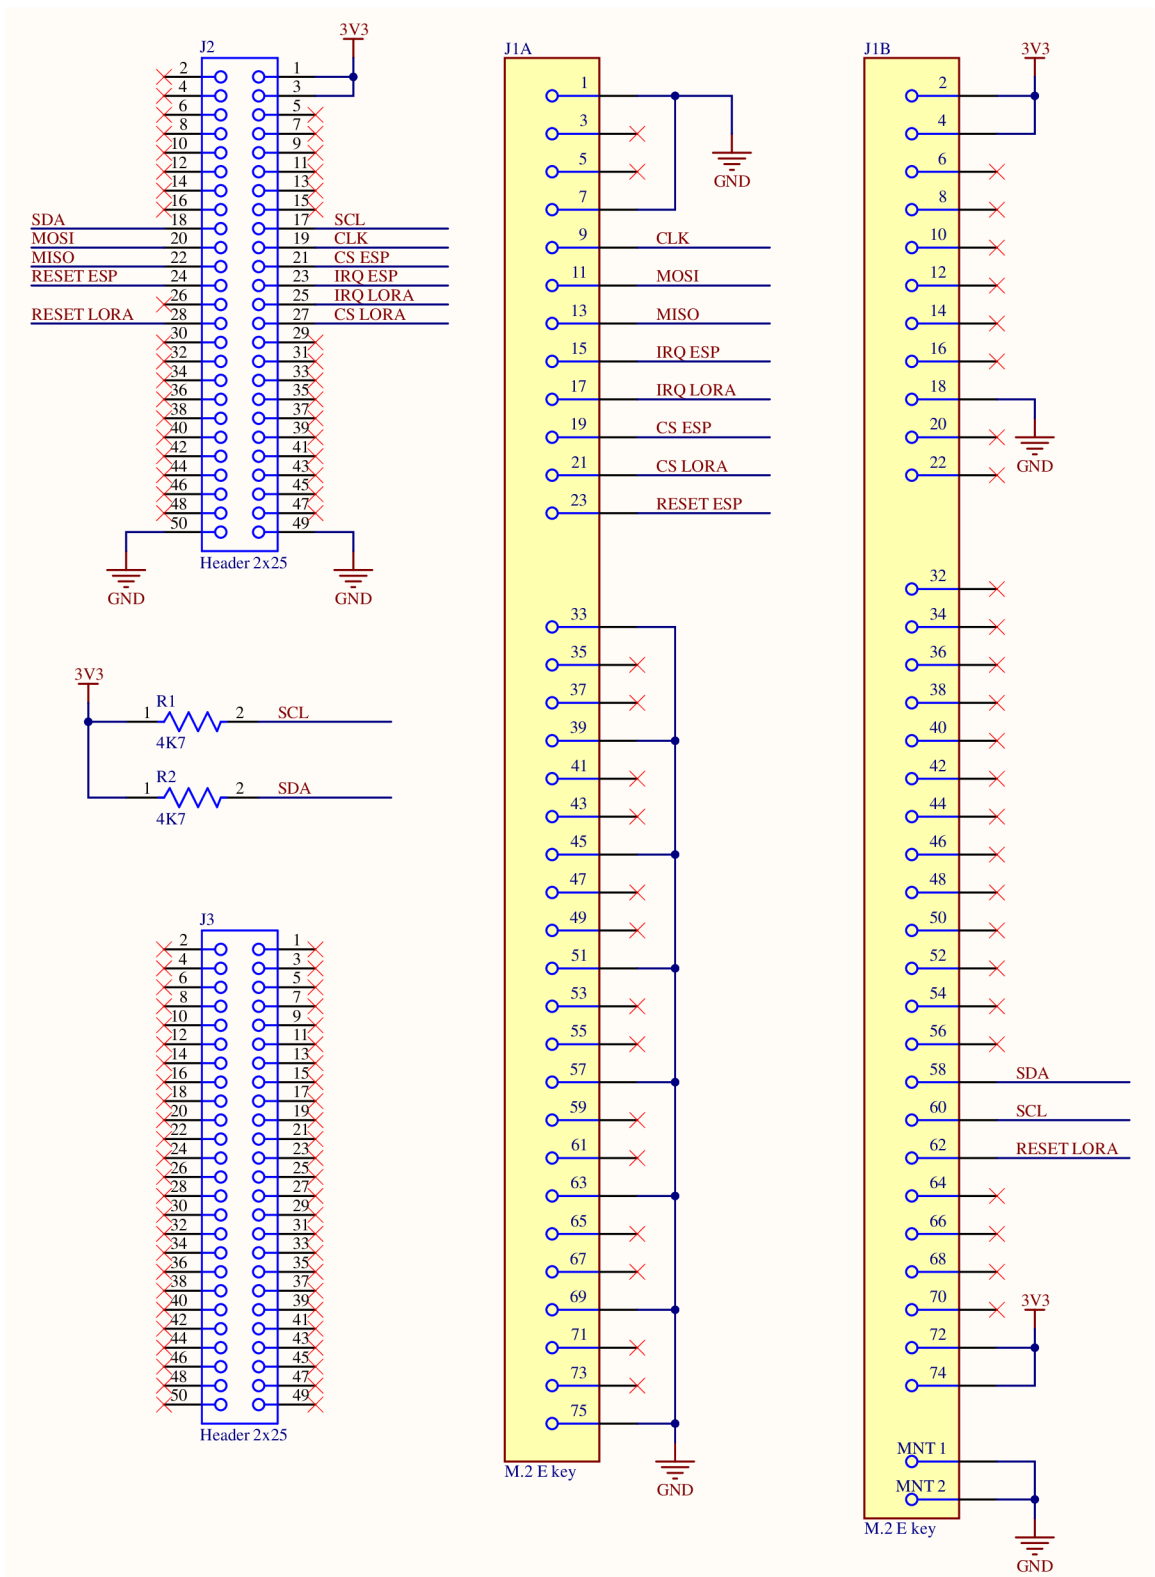 J2
3V3
2 1
4 3
6 5
8 7
10 9
12 11
14 13
16 15
SDA 18 17 SCL
MOSI 20 19 CLK
MISO 22 21 CS ESP
RESET ESP 24 23 IRQ ESP
26 25 IRQ LORA
RESET LORA 28 27 CS LORA
30 29
32 31
34 33
36 35
38 37
40 39
42 41
44 43
46 45
48 47
50 49
Header 2x25
GND GND
3V3
R1
1 2 SCL
4K7
R2
1 2 SDA
4K7
J3
2 1
4 3
6 5
8 7
10 9
12 11
14 13
16 15
18 17
20 19
22 21
24 23
26 25
28 27
30 29
32 31
34 33
36 35
38 37
40 39
42 41
44 43
46 45
48 47
50 49
Header 2x25
J1A
1
3
5
GND
7
9 CLK
11 MOSI
13 MISO
15 IRQ ESP
17 IRQ LORA
19 CS ESP
21 CS LORA
23 RESET ESP
33
35
37
39
41
43
45
47
49
51
53
55
57
59
61
63
65
67
69
71
73
75
M.2 E key
GND
J1B
3V3
2
4
6
8
10
12
14
16
18
20
GND
22
32
34
36
38
40
42
44
46
48
50
52
54
56
58 SDA
60 SCL
62 RESET LORA
64
66
68
70
3V3
72
74
MNT 1
MNT 2
M.2 E key
GND